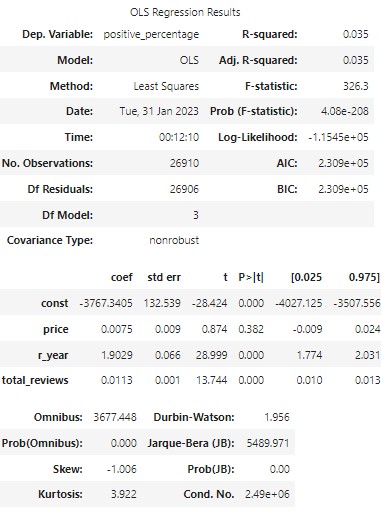 OLS Regression Results
Dep. Variable: positive_percentage R-squared: 0.035
Model: OLS Adj. R-squared: 0.035
Method: Least Squares F-statistic: 326.3
Date: Tue, 31 Jan 2023 Prob (F-statistic): 4.08e-208
Time: 00:12:10 Log-Likelihood: -1.1545e+05
No. Observations: 26910 AIC: 2.309e+05
Df Residuals: 26906 BIC: 2.309e+05
Df Model: 3
Covariance Type: nonrobust
coef std err t P>|t| [0.025 0.975]
const -3767.3405 132.539 -28.424 0.000 -4027.125 -3507.556
price 0.0075 0.009 0.874 0.382 -0.009 0.024
r_year 1.9029 0.066 28.999 0.000 1.774 2.031
total_reviews 0.0113 0.001 13.744 0.000 0.010 0.013
Omnibus: 3677.448 Durbin-Watson: 1.956
Prob(Omnibus): 0.000 Jarque-Bera (JB): 5489.971
Skew: -1.006 Prob(JB): 0.00
Kurtosis: 3.922 Cond. No. 2.49e+06